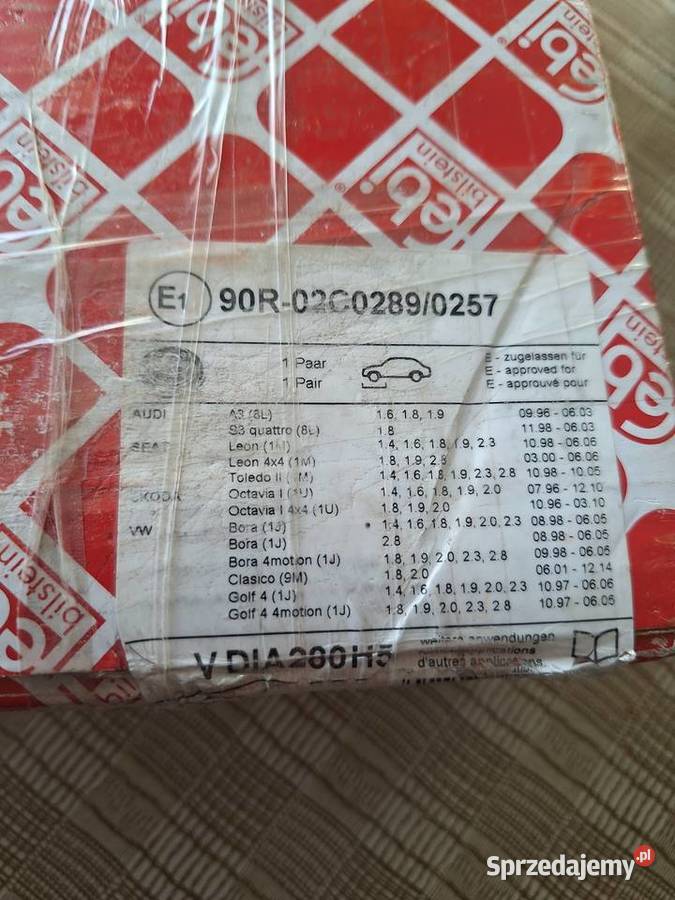 febi
bilstein
febi
bilstein
febi
bilstein
E1 90R-02C0289/0257
1 Paar
1 Pair
E - zugelassen für
E - approved for
E - approuvé pour
AUDI A3 (8L) 1.6, 1.8, 1.9 09.96 - 06.03
S3 quattro (8L) 1.8 11.98 - 06.03
SEAT Leon (1M) 1.4, 1.6, 1.8, 1.9, 2.3 10.98 - 06.06
Leon 4x4 (1M) 1.8, 1.9, 2.8 03.00 - 06.06
Toledo II (1M) 1.4, 1.6, 1.8, 1.9, 2.3, 2.8 10.98 - 10.05
SKODA Octavia I (1U) 1.4, 1.6, 1.8, 1.9, 2.0 07.96 - 12.10
Octavia I 4x4 (1U) 1.8, 1.9, 2.0 10.96 - 03.10
VW Bora (1J) 1.4, 1.6, 1.8, 1.9, 2.0, 2.3 08.98 - 06.05
Bora (1J) 2.8 08.98 - 06.05
Bora 4motion (1J) 1.8, 1.9, 2.0, 2.3, 2.8 09.98 - 06.05
Clasico (9M) 1.8, 2.0 06.01 - 12.14
Golf 4 (1J) 1.4, 1.6, 1.8, 1.9, 2.0, 2.3 10.97 - 06.06
Golf 4 4motion (1J) 1.8, 1.9, 2.0, 2.3, 2.8 10.97 - 06.05
V DIA280H5
weitere anwendungen
d'autres applications
Sprzedajemy.pl